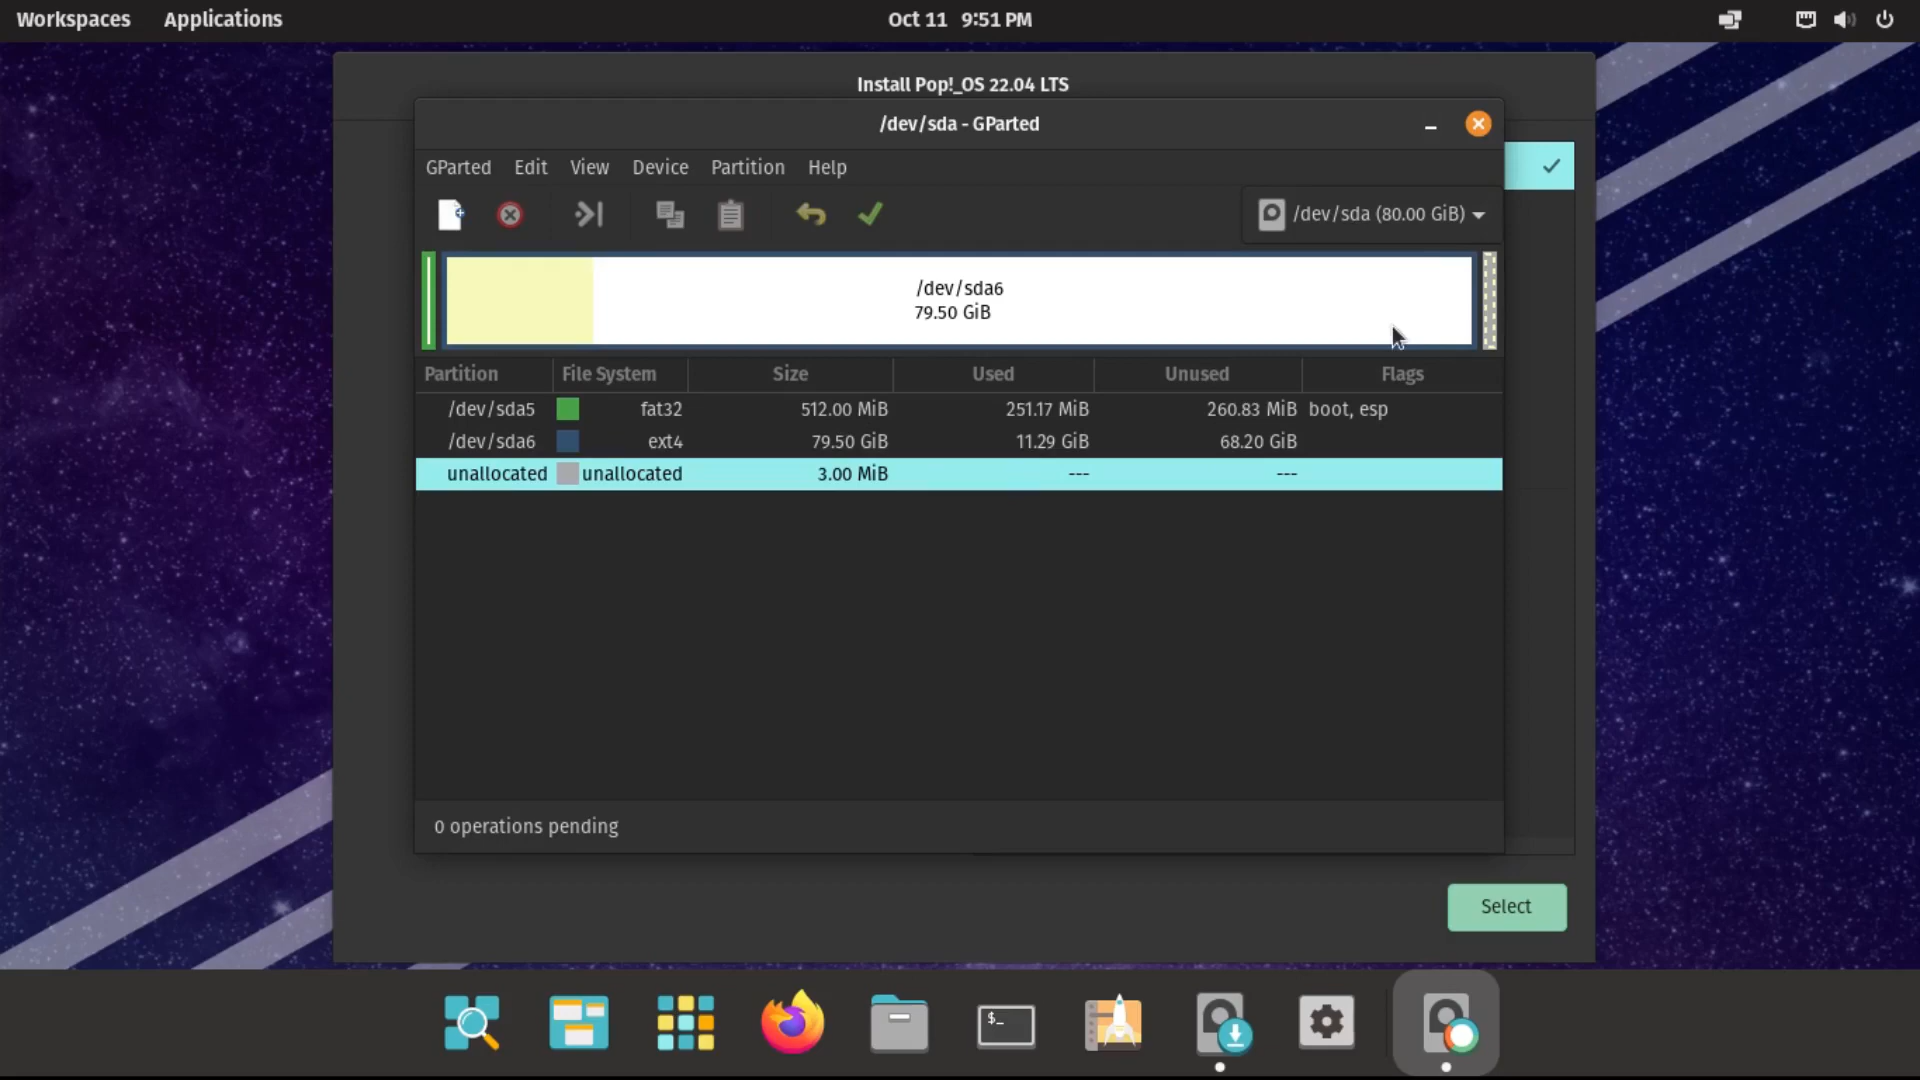 Workspaces Applications Oct 11 9:51 PM
Install Pop!_OS 22.04 LTS
/dev/sda - GParted
GParted Edit View Device Partition Help
/dev/sda (80.00 GiB)
/dev/sda6
79.50 GiB
Partition File System Size Used Unused Flags
/dev/sda5 fat32 512.00 MiB 251.17 MiB 260.83 MiB boot, esp
/dev/sda6 ext4 79.50 GiB 11.29 GiB 68.20 GiB
unallocated unallocated 3.00 MiB --- ---
0 operations pending
Select
$_